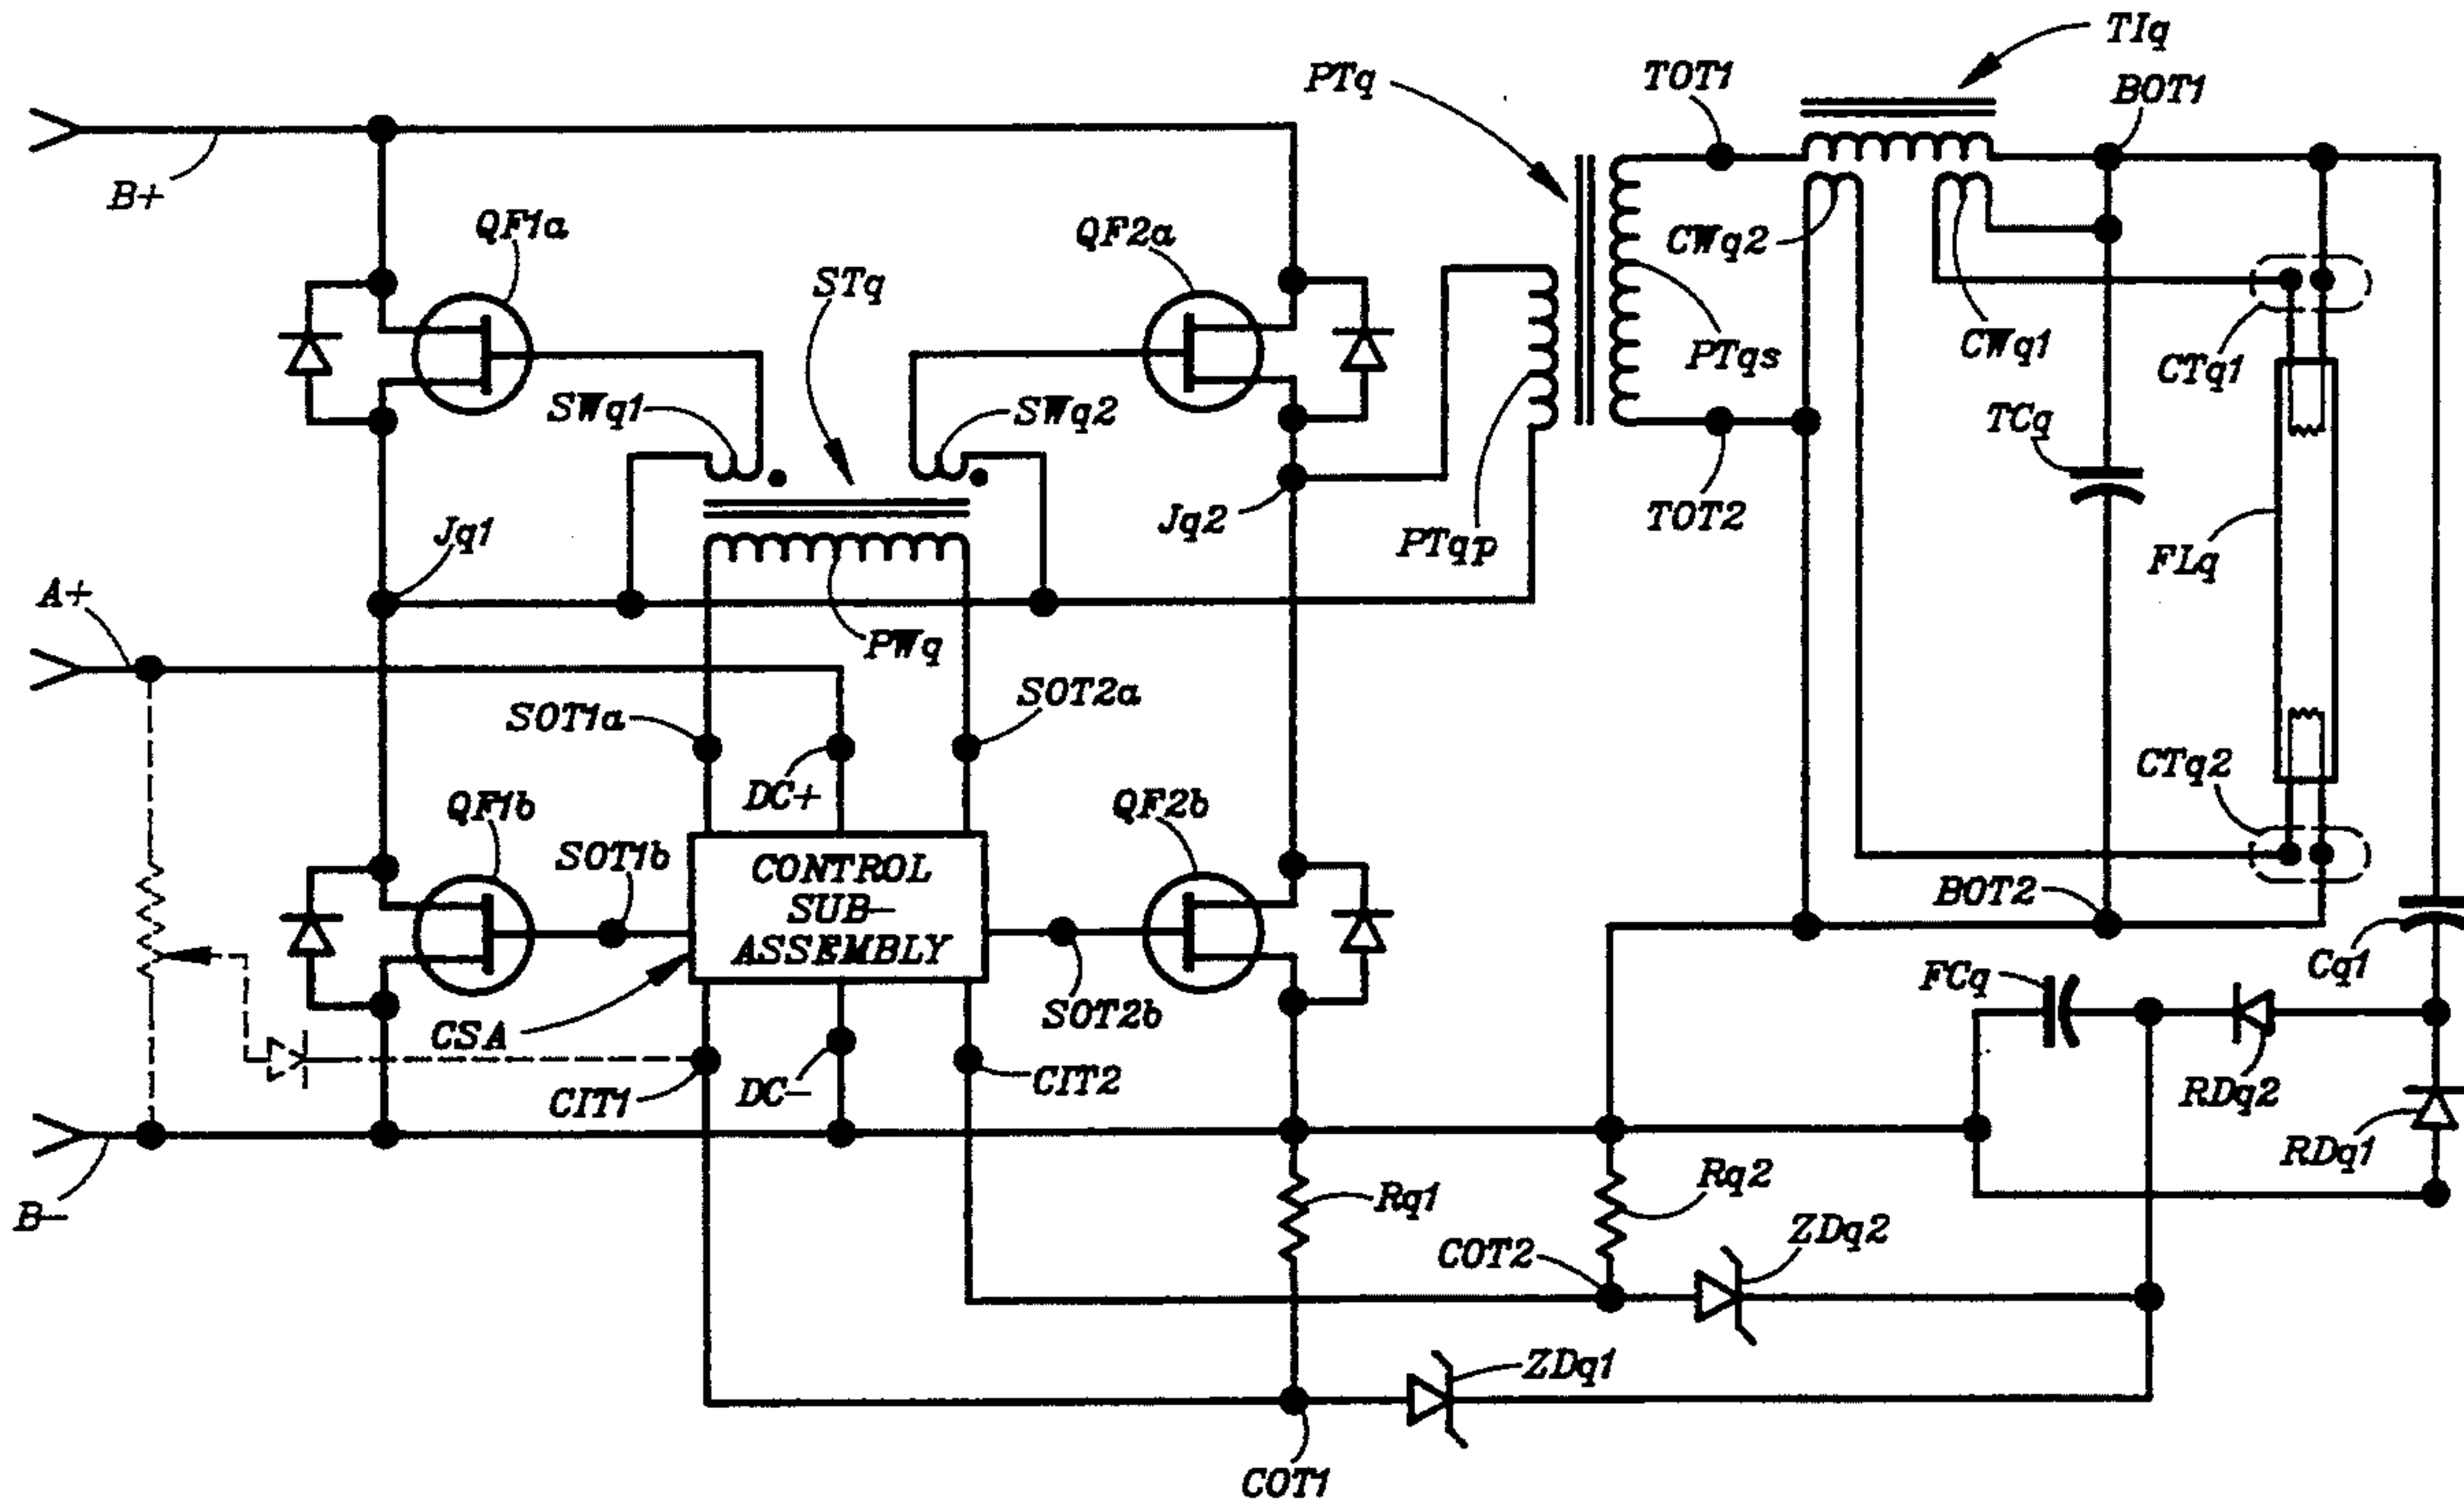 TIq
PTq
TOT1
BOT1
B+
QF1a
QF2a
STq
CWq2
CWq1
PTqs
CTq1
SWq1
SWq2
TCq
Jq1
Jq2
TOT2
PTqp
FLq
A+
PWq
SOT1a
SOT2a
DC+
CTq2
QF1b
QF2b
SOT1b
CONTROL
SUB-
ASSEMBLY
BOT2
Cq1
FCq
CSA
SOT2b
CIT1
DC-
CIT2
RDq2
RDq1
B-
Rq1
Rq2
COT2
ZDq2
ZDq1
COT1